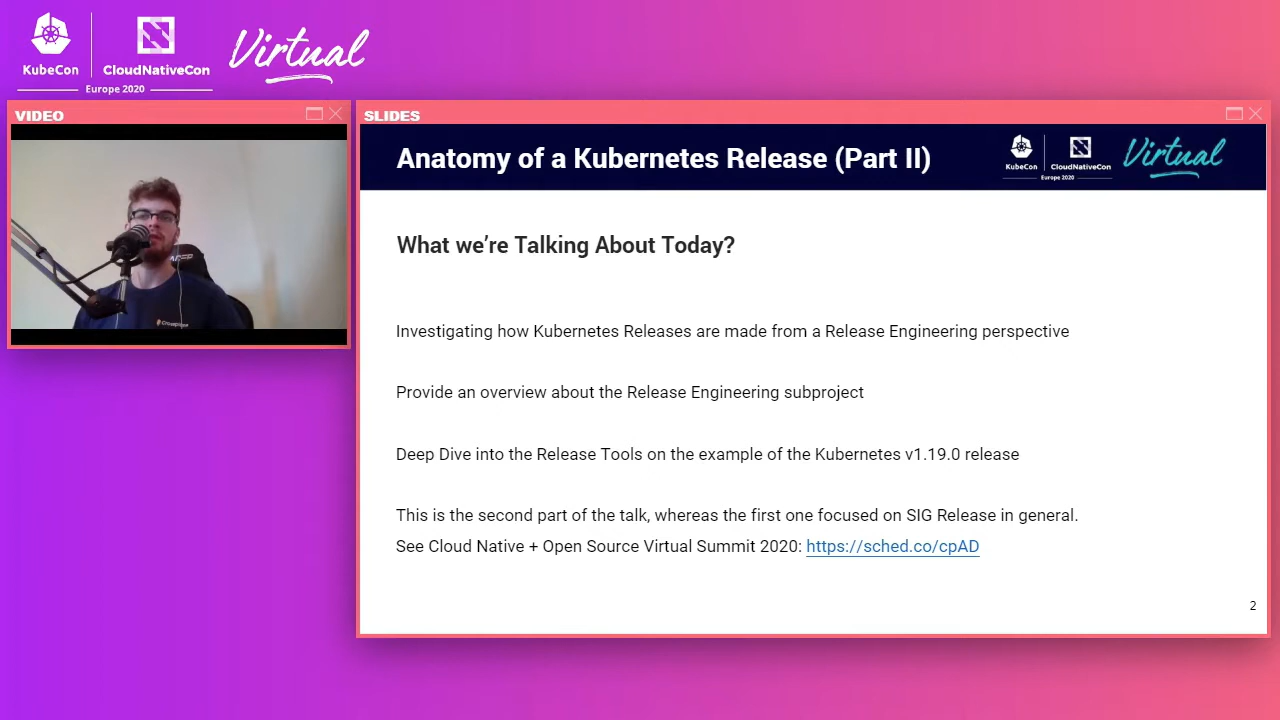 KubeCon
CloudNativeCon
Europe 2020
Virtual
VIDEO
SLIDES
Anatomy of a Kubernetes Release (Part II)
KubeCon
CloudNativeCon
Europe 2020
Virtual
What we’re Talking About Today?
Investigating how Kubernetes Releases are made from a Release Engineering perspective
Provide an overview about the Release Engineering subproject
Deep Dive into the Release Tools on the example of the Kubernetes v1.19.0 release
This is the second part of the talk, whereas the first one focused on SIG Release in general.
See Cloud Native + Open Source Virtual Summit 2020: https://sched.co/cpAD
2